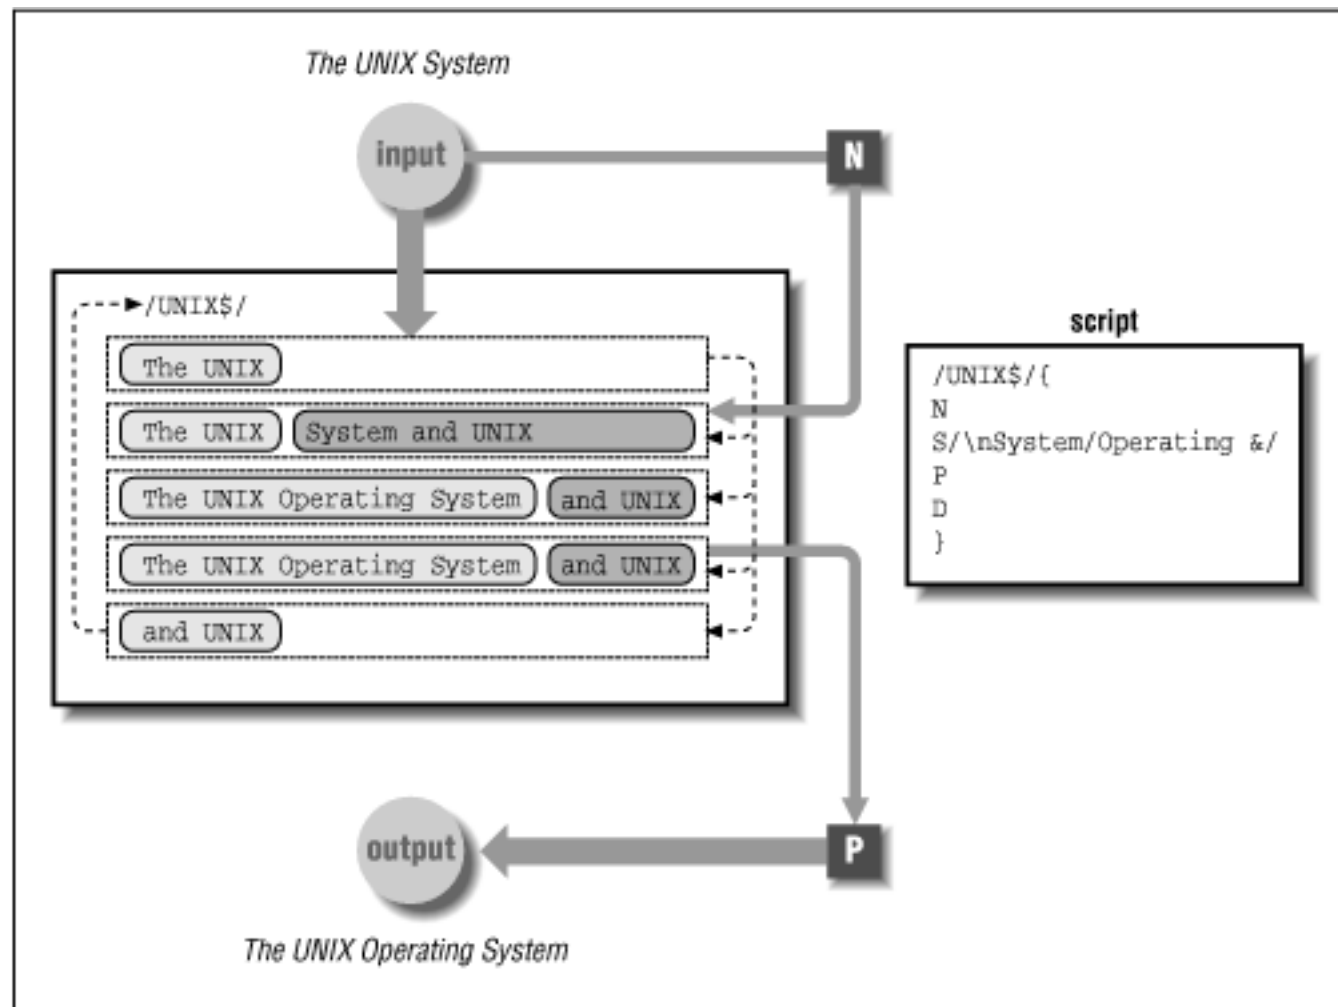 The UNIX System
input
N
/UNIX$/
The UNIX
The UNIX System and UNIX
The UNIX Operating System and UNIX
The UNIX Operating System and UNIX
and UNIX
script
/UNIX$/{
N
S/\nSystem/Operating &/
P
D
}
output
P
The UNIX Operating System